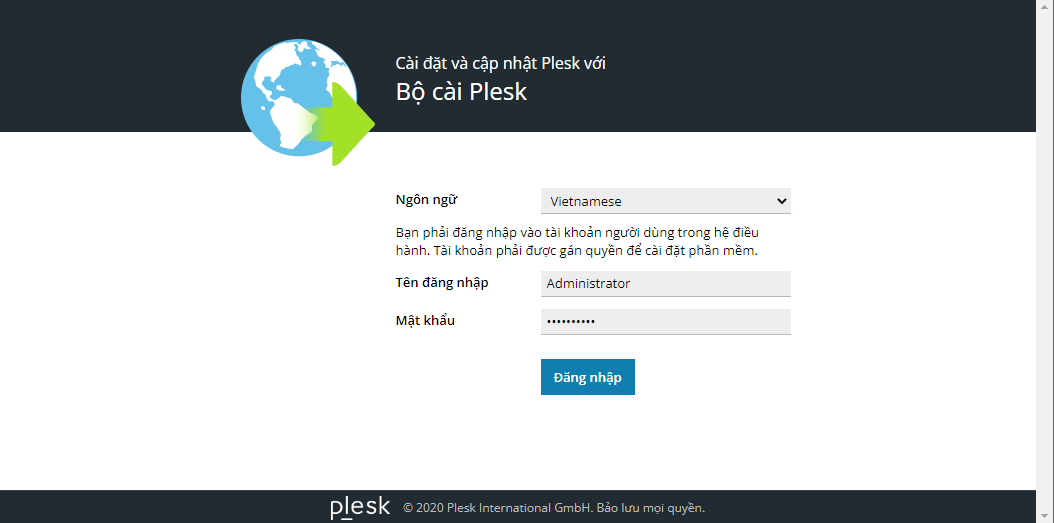 Cài đặt và cập nhật Plesk với
Bộ cài Plesk
Ngôn ngữ
Vietnamese
Bạn phải đăng nhập vào tài khoản người dùng trong hệ điều
hành. Tài khoản phải được gán quyền để cài đặt phần mềm.
Tên đăng nhập
Administrator
Mật khẩu
••••••••••
Đăng nhập
plesk
© 2020 Plesk International GmbH. Bảo lưu mọi quyền.